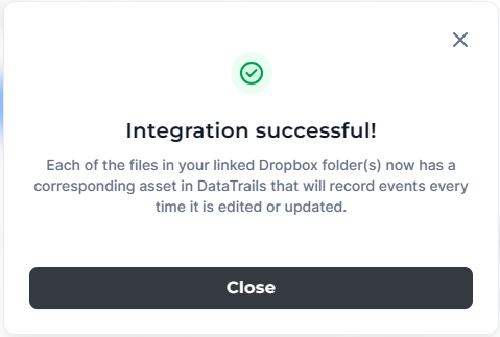 Integration successful!
Each of the files in your linked Dropbox folder(s) now has a
corresponding asset in DataTrails that will record events every
time it is edited or updated.
Close